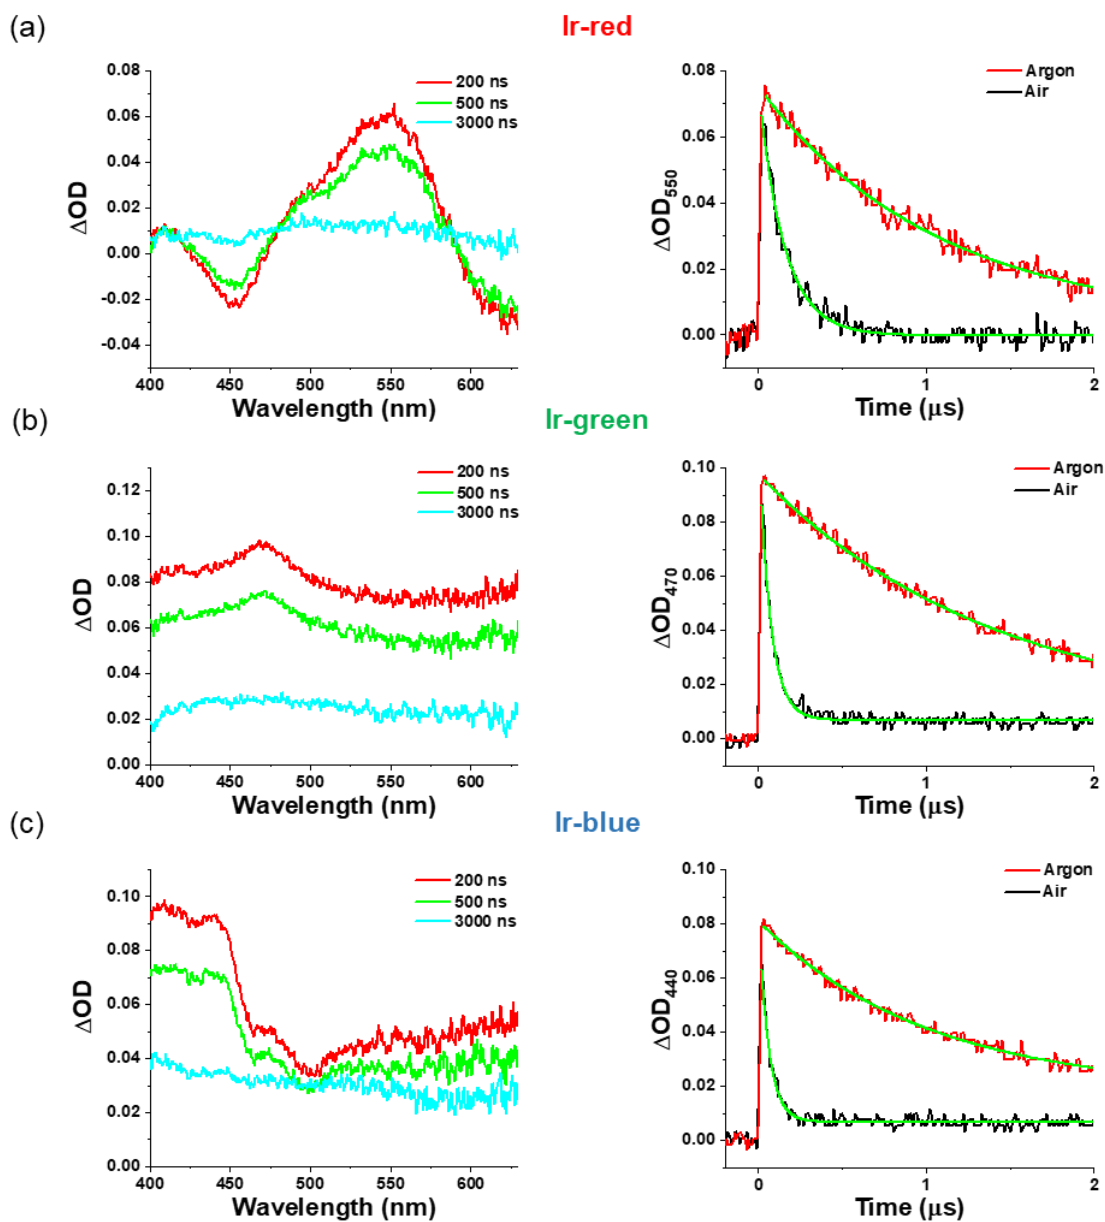 (a)
Ir-red
0.08
0.06
0.04
0.02
0.00
-0.02
-0.04
ΔOD
200 ns
500 ns
3000 ns
400 450 500 550 600
Wavelength (nm)
0.08
0.06
0.04
0.02
0.00
ΔOD₅₅₀
Argon
Air
0 1 2
Time (μs)
(b)
Ir-green
0.12
0.10
0.08
0.06
0.04
0.02
0.00
ΔOD
200 ns
500 ns
3000 ns
400 450 500 550 600
Wavelength (nm)
0.10
0.08
0.06
0.04
0.02
0.00
ΔOD₄₇₀
Argon
Air
0 1 2
Time (μs)
(c)
Ir-blue
0.10
0.08
0.06
0.04
0.02
0.00
ΔOD
200 ns
500 ns
3000 ns
400 450 500 550 600
Wavelength (nm)
0.10
0.08
0.06
0.04
0.02
0.00
ΔOD₄₄₀
Argon
Air
0 1 2
Time (μs)